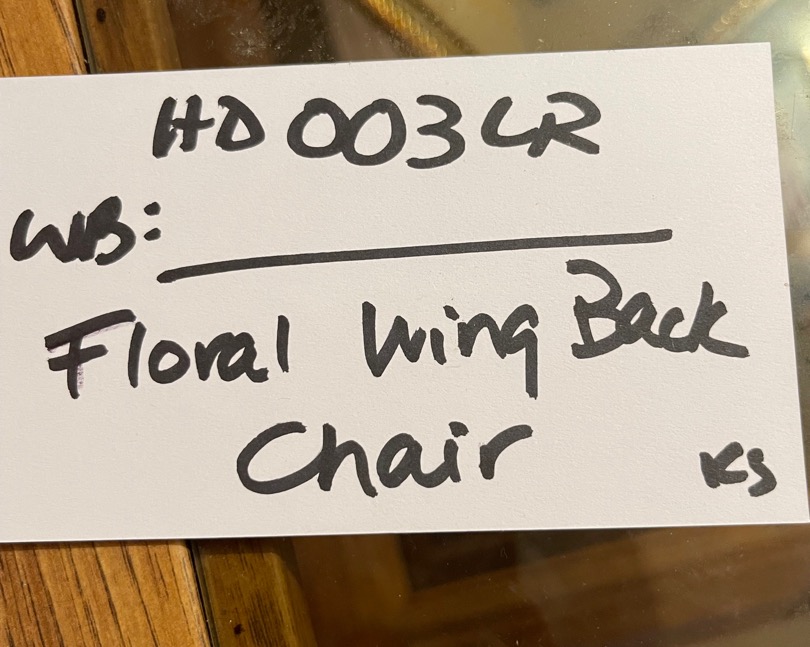 HD 003 LR
WB: ____________
Floral Wing Back
Chair
KS